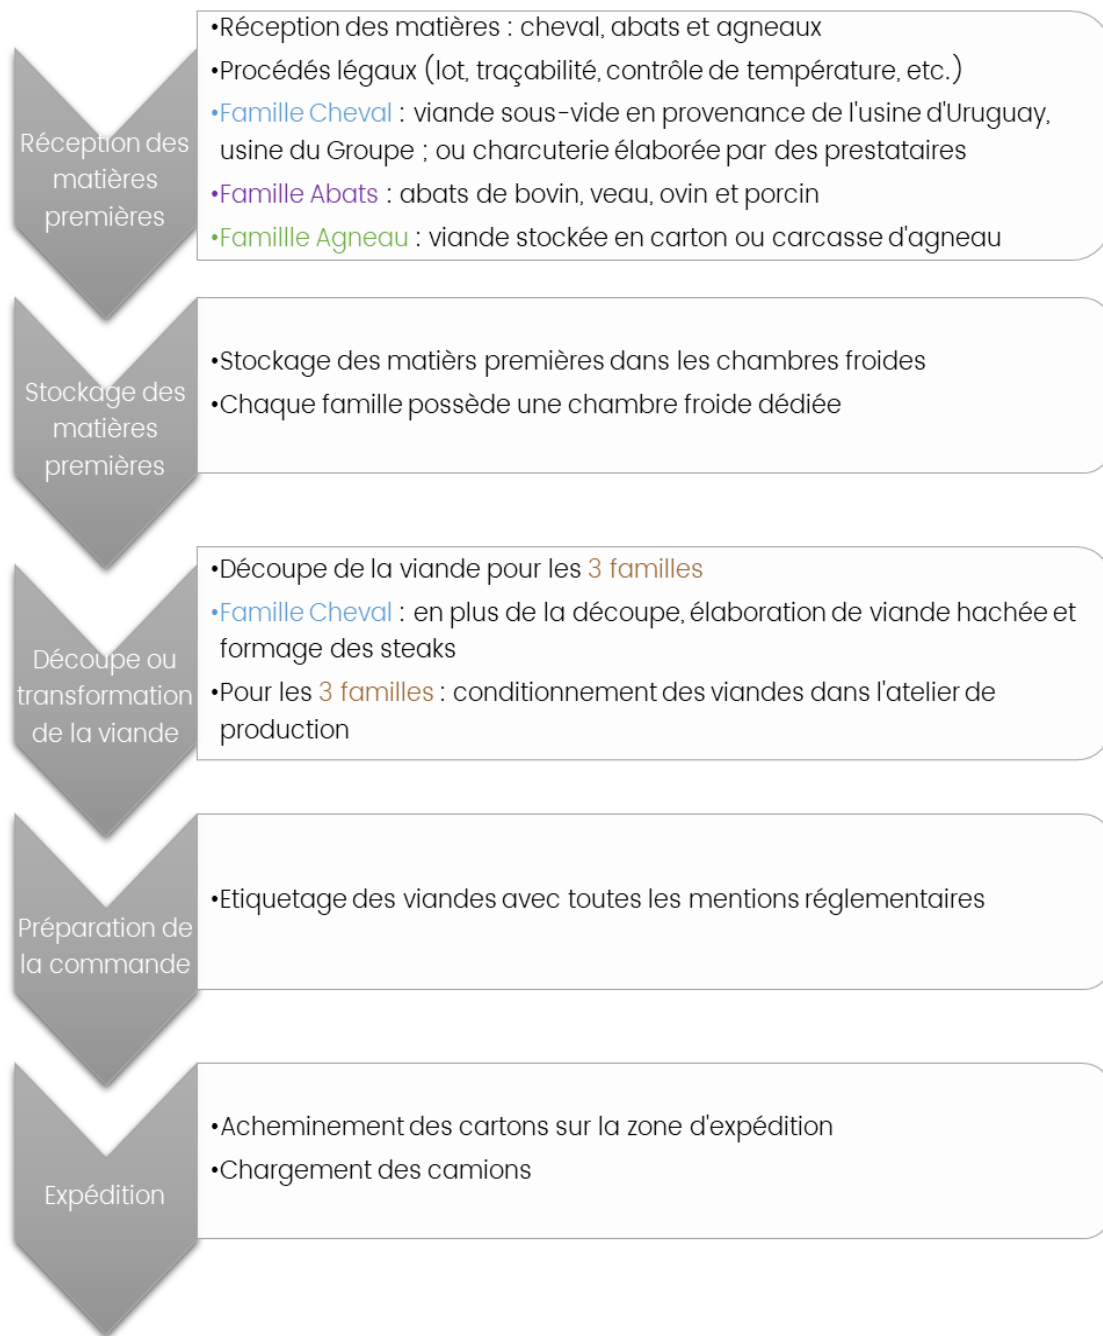 Réception des
matières
premières
•Réception des matières : cheval, abats et agneaux
•Procédés légaux (lot, traçabilité, contrôle de température, etc.)
•Famille Cheval : viande sous-vide en provenance de l'usine d'Uruguay,
usine du Groupe ; ou charcuterie élaborée par des prestataires
•Famille Abats : abats de bovin, veau, ovin et porcin
•Famillle Agneau : viande stockée en carton ou carcasse d'agneau
Stockage des
matières
premières
•Stockage des matièrs premières dans les chambres froides
•Chaque famille possède une chambre froide dédiée
Découpe ou
transformation
de la viande
•Découpe de la viande pour les 3 familles
•Famille Cheval : en plus de la découpe, élaboration de viande hachée et
formage des steaks
•Pour les 3 familles : conditionnement des viandes dans l'atelier de
production
Préparation de
la commande
•Etiquetage des viandes avec toutes les mentions réglementaires
Expédition
•Acheminement des cartons sur la zone d'expédition
•Chargement des camions